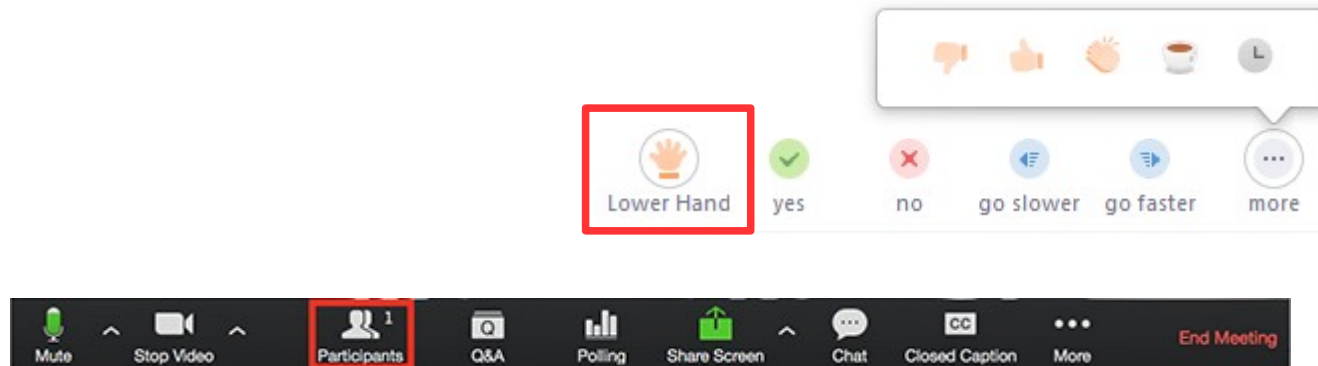 Lower Hand yes no go slower go faster more
1
Q
CC
Mute Stop Video Participants Q&A Polling Share Screen Chat Closed Caption More End Meeting